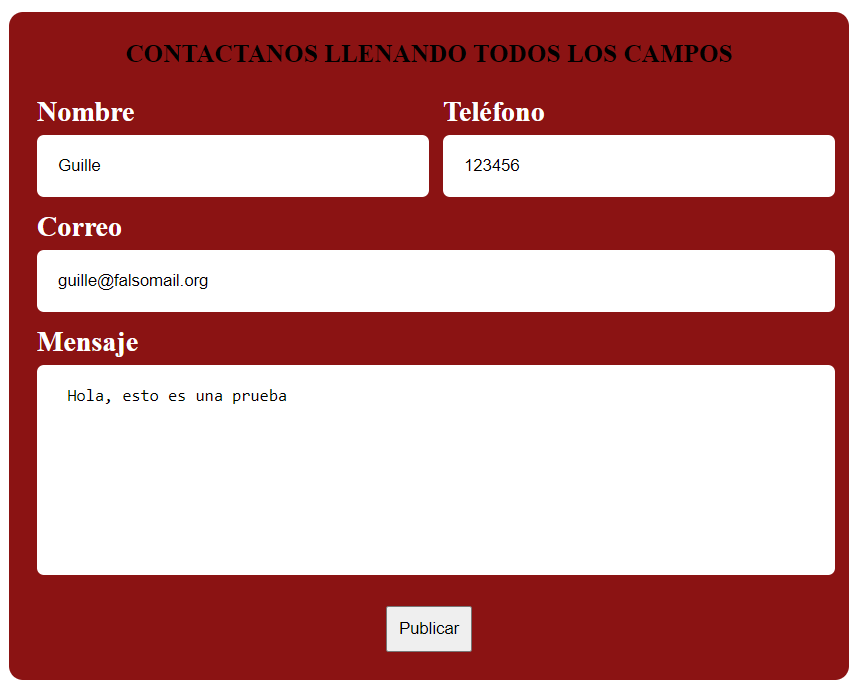 CONTACTANOS LLENANDO TODOS LOS CAMPOS
Nombre
Teléfono
Guille
123456
Correo
guille@falsomail.org
Mensaje
Hola, esto es una prueba
Publicar